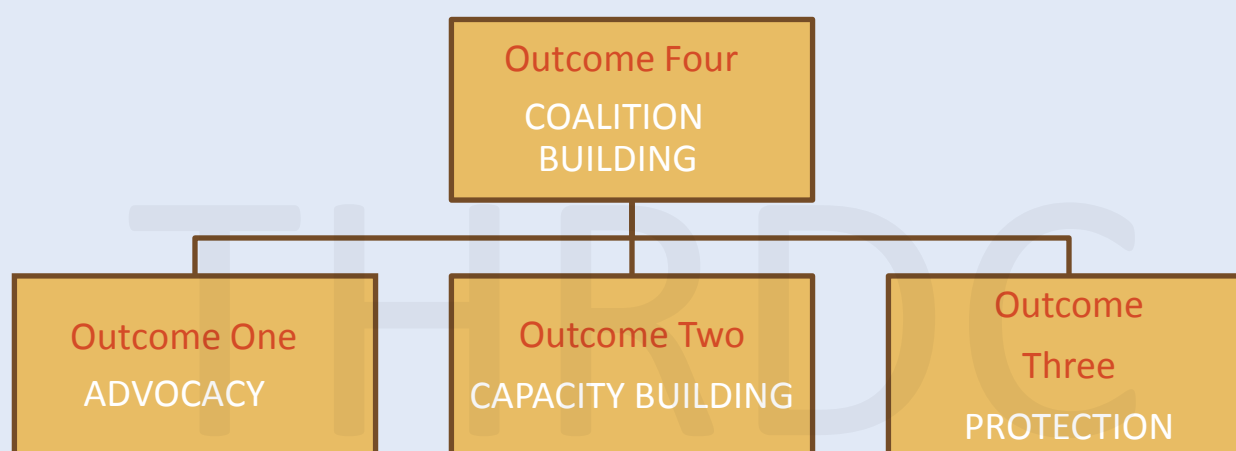 Outcome Four
COALITION
BUILDING
Outcome One
ADVOCACY
Outcome Two
CAPACITY BUILDING
Outcome
Three
PROTECTION
THRDC